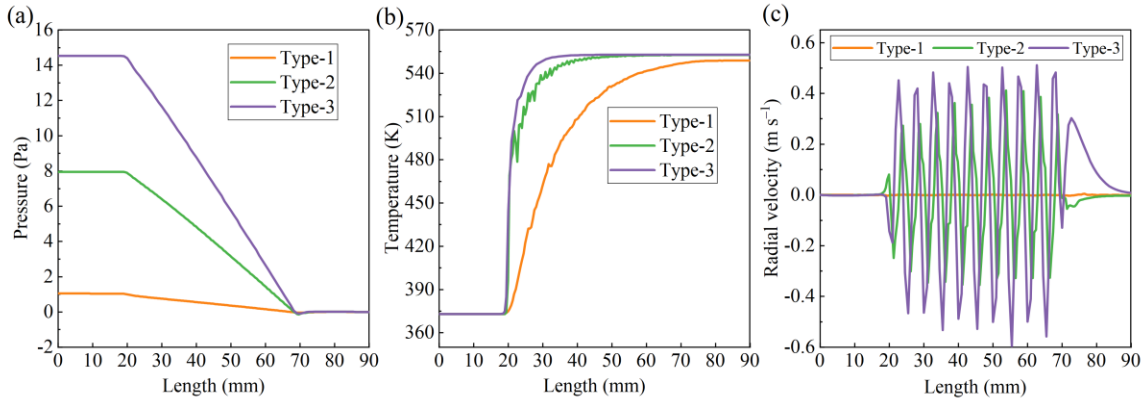 (a)
16
14
12
10
8
6
4
2
0
-2
Pressure (Pa)
Type-1
Type-2
Type-3
0 10 20 30 40 50 60 70 80 90
Length (mm)
(b)
570
540
510
480
450
420
390
360
Temperature (K)
Type-1
Type-2
Type-3
0 10 20 30 40 50 60 70 80 90
Length (mm)
(c)
0.6
0.4
0.2
0.0
-0.2
-0.4
-0.6
Radial velocity (m s⁻¹)
Type-1 Type-2 Type-3
0 10 20 30 40 50 60 70 80 90
Length (mm)